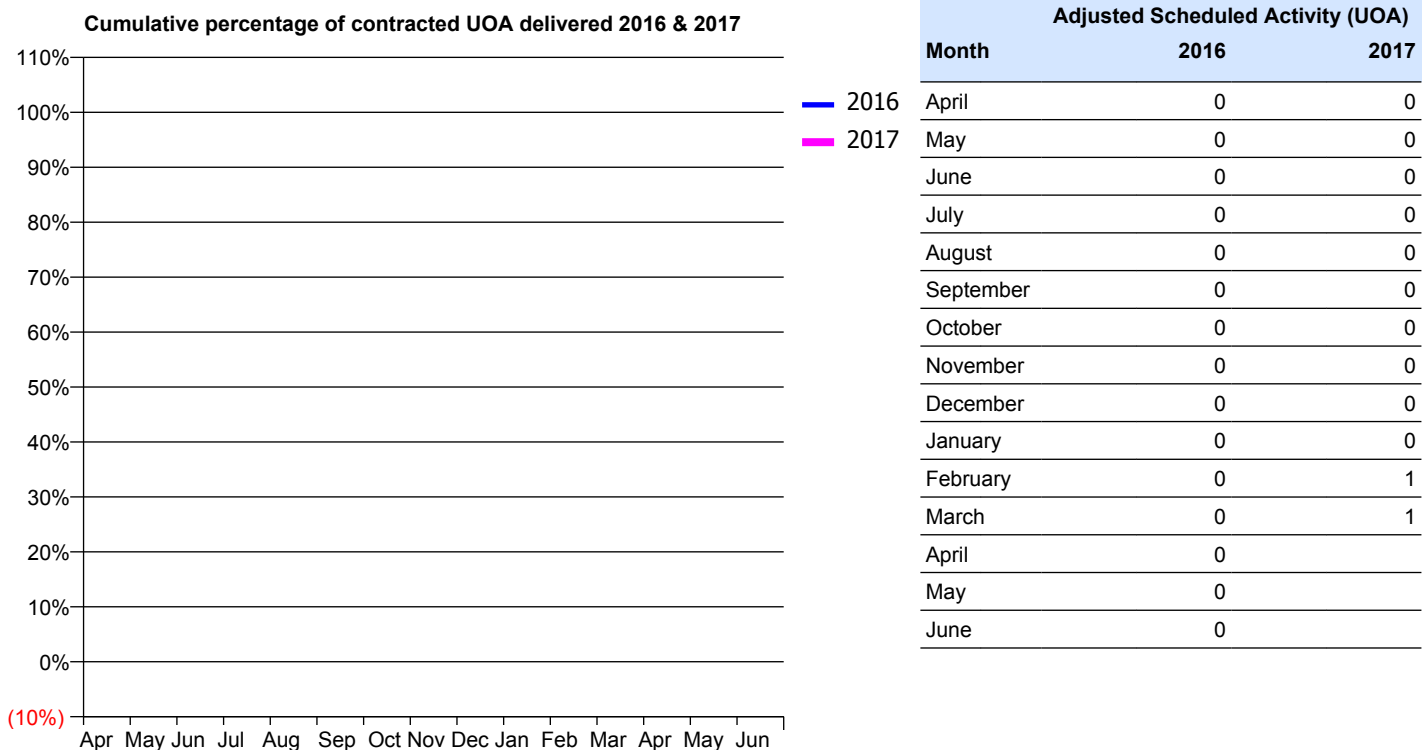 Cumulative percentage of contracted UOA delivered 2016 & 2017
110%
100%
90%
80%
70%
60%
50%
40%
30%
20%
10%
0%
(10%)
Apr May Jun Jul Aug Sep Oct Nov Dec Jan Feb Mar Apr May Jun
2016
2017
Adjusted Scheduled Activity (UOA)
Month 2016 2017
April 0 0
May 0 0
June 0 0
July 0 0
August 0 0
September 0 0
October 0 0
November 0 0
December 0 0
January 0 0
February 0 1
March 0 1
April 0
May 0
June 0